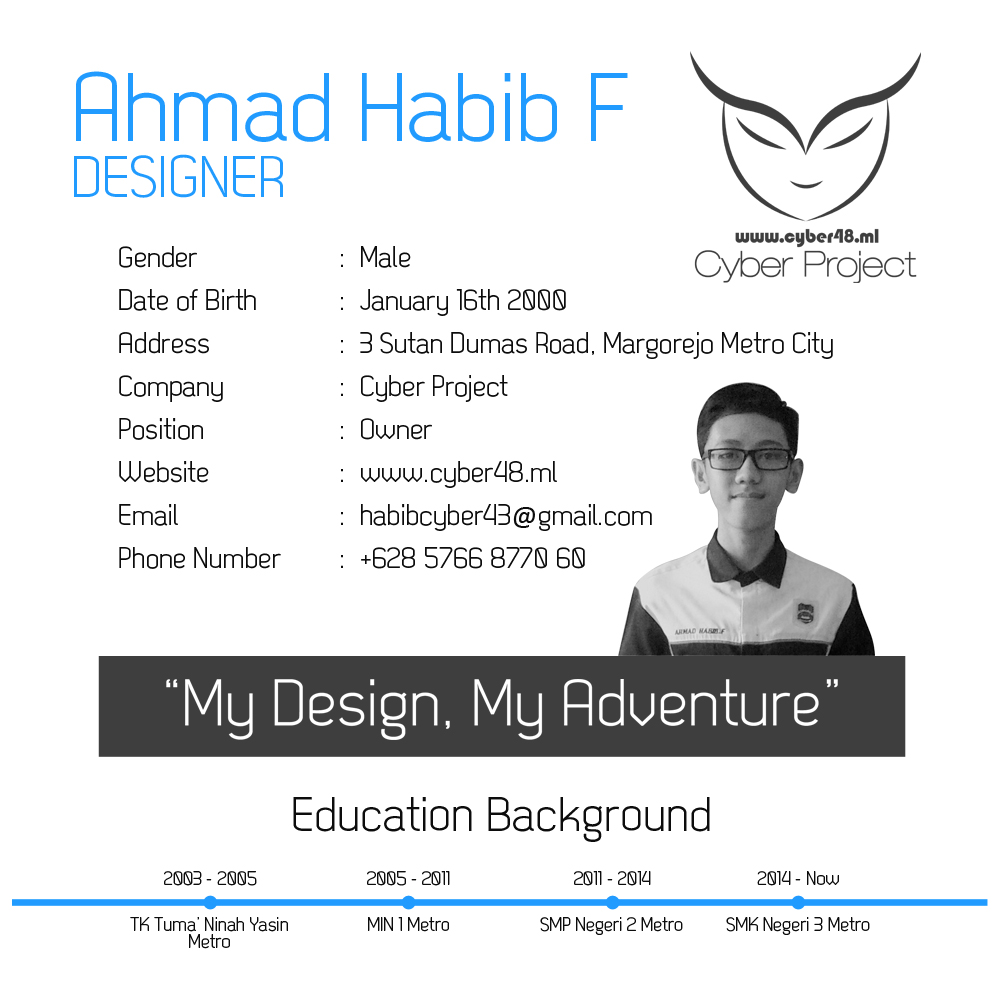 Ahmad Habib F
DESIGNER
www.cyber48.ml
Cyber Project
Gender : Male
Date of Birth : January 16th 2000
Address : 3 Sutan Dumas Road, Margorejo Metro City
Company : Cyber Project
Position : Owner
Website : www.cyber48.ml
Email : habibcyber43@gmail.com
Phone Number : +628 5766 8770 60
AHMAD HABIB.F
“My Design, My Adventure”
Education Background
2003 - 2005
TK Tuma' Ninah Yasin
Metro
2005 - 2011
MIN 1 Metro
2011 - 2014
SMP Negeri 2 Metro
2014 - Now
SMK Negeri 3 Metro